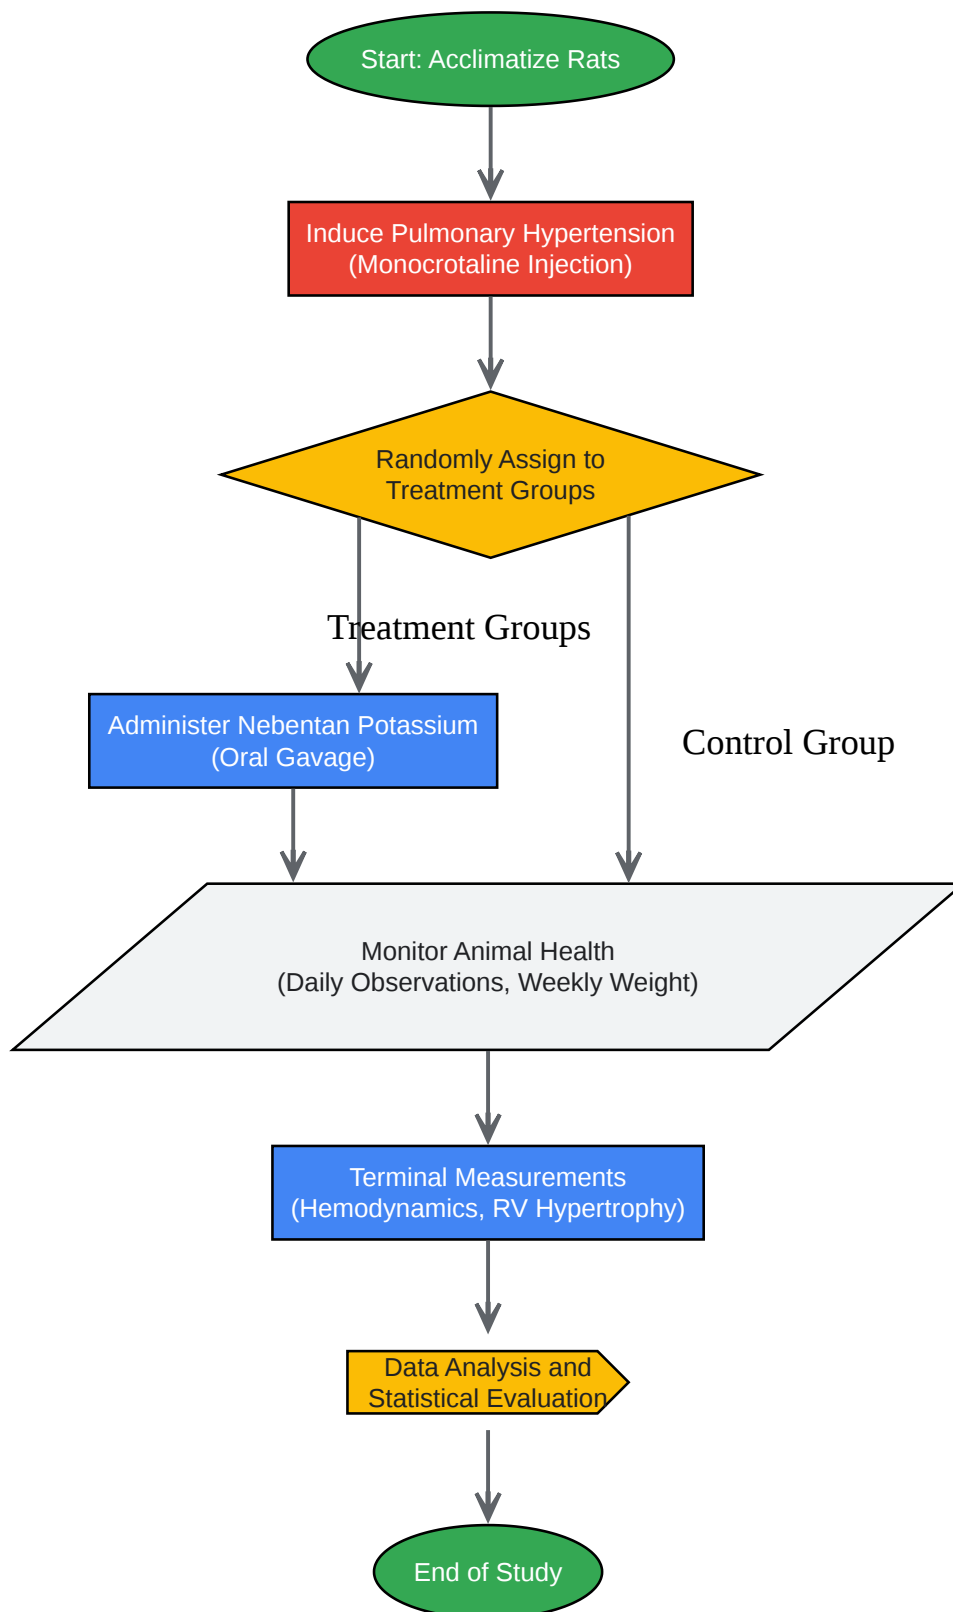 Start: Acclimatize Rats
Induce Pulmonary Hypertension
(Monocrotaline Injection)
Randomly Assign to
Treatment Groups
Treatment Groups
Administer Nebentan Potassium
(Oral Gavage)
Control Group
Monitor Animal Health
(Daily Observations, Weekly Weight)
Terminal Measurements
(Hemodynamics, RV Hypertrophy)
Data Analysis and
Statistical Evaluation
End of Study